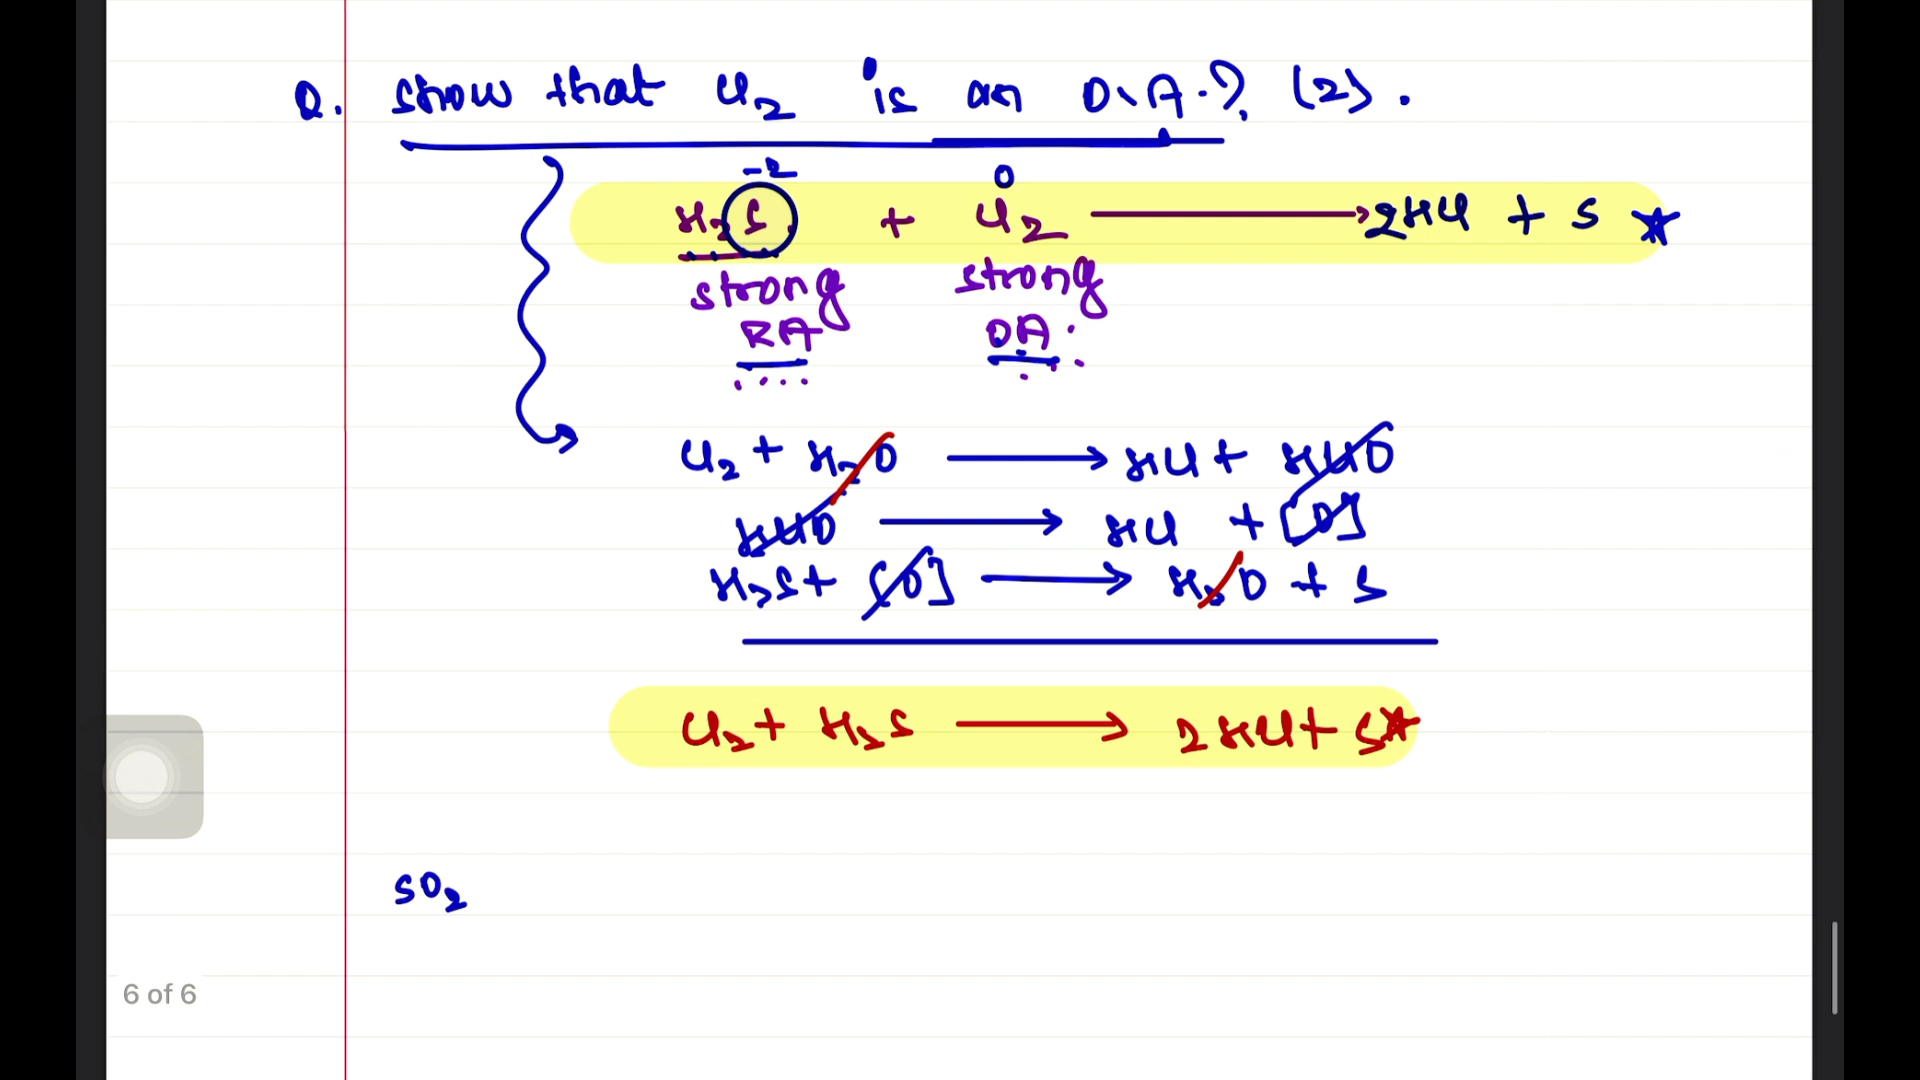 Q. Show that Cl2 is an O.A.? (2).
-2 0
H2S + Cl2 → 2HCl + S ★
strong strong
RA OA.
Cl2 + H2O → HCl + HClO
HClO → HCl + [O]
H2S + [O] → H2O + S
Cl2 + H2S → 2HCl + S★
SO2
6 of 6